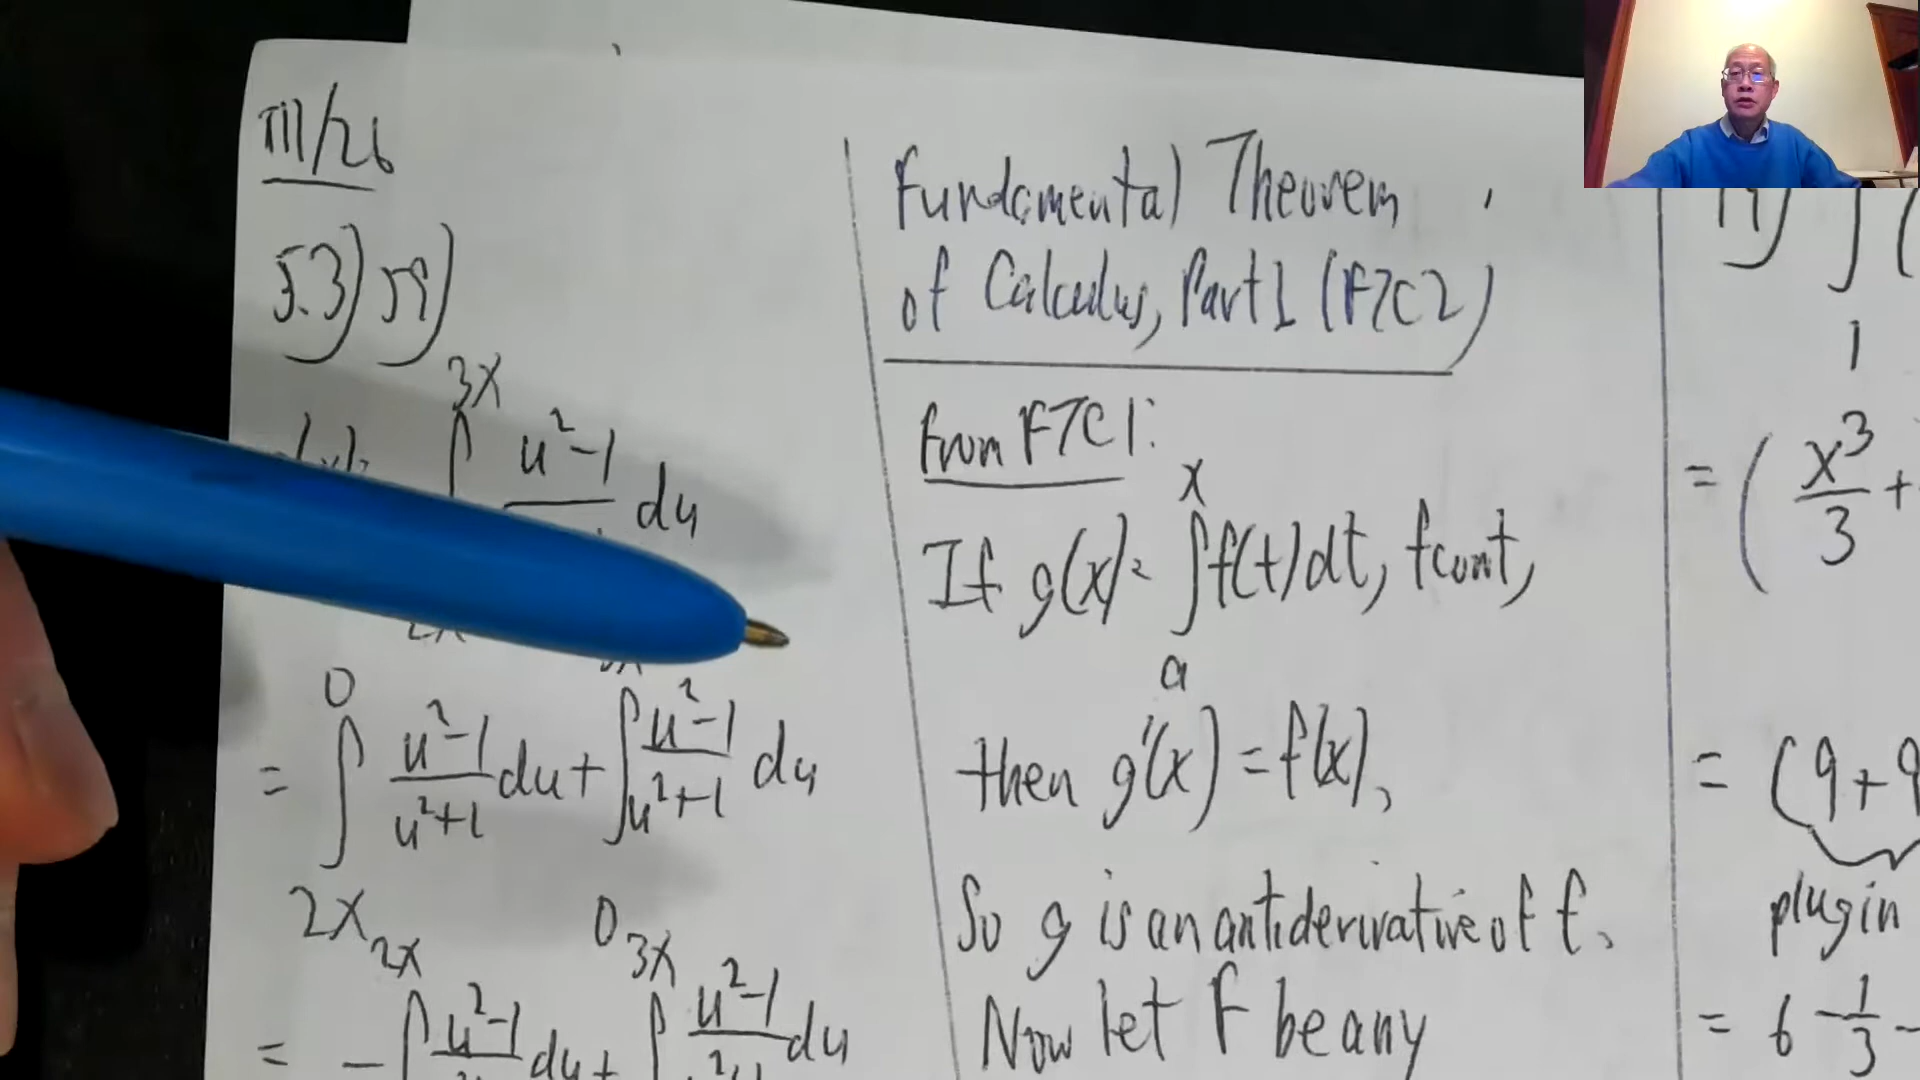 III/26
5.3) 59)
3x
u²-1
du
0
= ∫ u²-1/u²+1 du + ∫ u²-1/u²+1 du
2x 0
2x 3x
= -∫ u²-1 du + ∫ u²-1 du
Fundamental Theorem
of Calculus, Part 1 (FTC2)
From FTC1:
x
If g(x) = ∫ f(t)dt, f cont,
a
then g'(x) = f(x),
So g is an antiderivative of f.
Now let F be any
∫ (
1
= ( x³/3 +
= (9+9
plugin
= 6 - 1/3 -